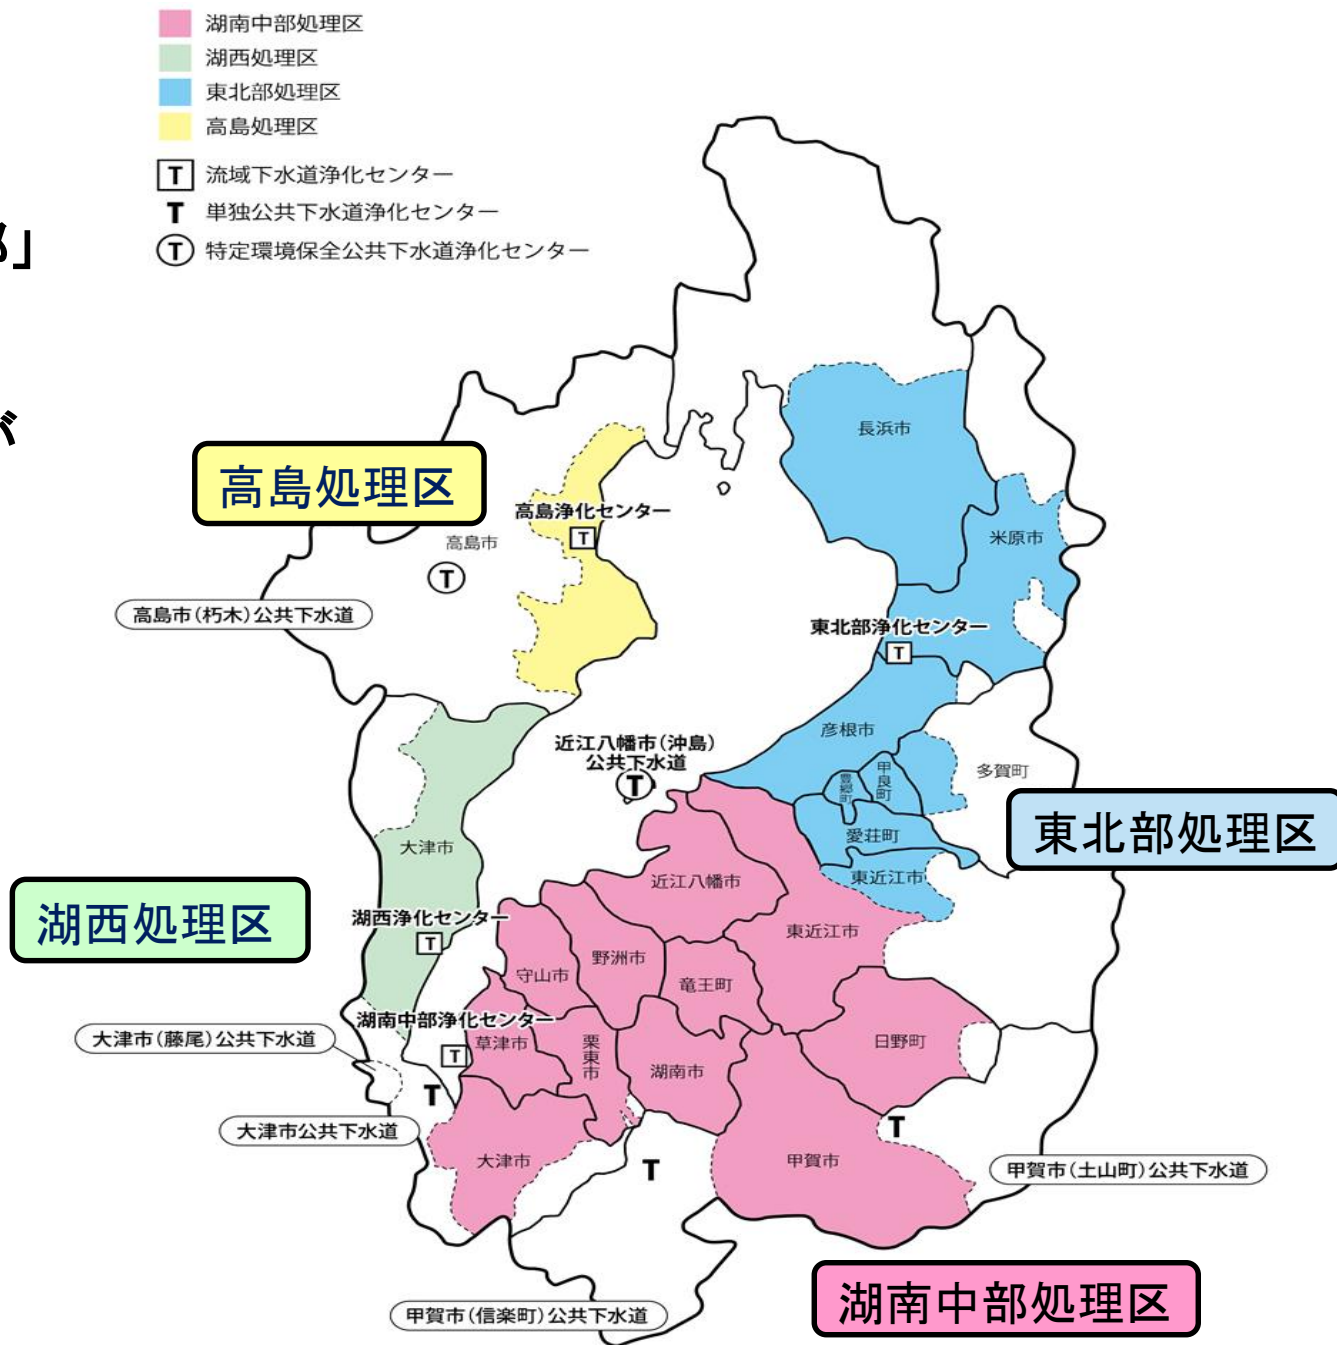 湖南中部処理区
湖西処理区
東北部処理区
高島処理区
T 流域下水道浄化センター
T 単独公共下水道浄化センター
T 特定環境保全公共下水道浄化センター
」
が
高島処理区
長浜市
高島浄化センター
T
高島市
T
米原市
高島市(朽木)公共下水道
東北部浄化センター
T
彦根市
近江八幡市(沖島)
公共下水道
T
多賀町
甲良町
豊郷町
東北部処理区
愛荘町
大津市
東近江市
近江八幡市
湖西処理区
湖西浄化センター
T
東近江市
野洲市
守山市
竜王町
湖南中部浄化センター
T
大津市(藤尾)公共下水道
草津市
栗東市
湖南市
日野町
T
大津市公共下水道
T
大津市
T
甲賀市
甲賀市(土山町)公共下水道
湖南中部処理区
甲賀市(信楽町)公共下水道